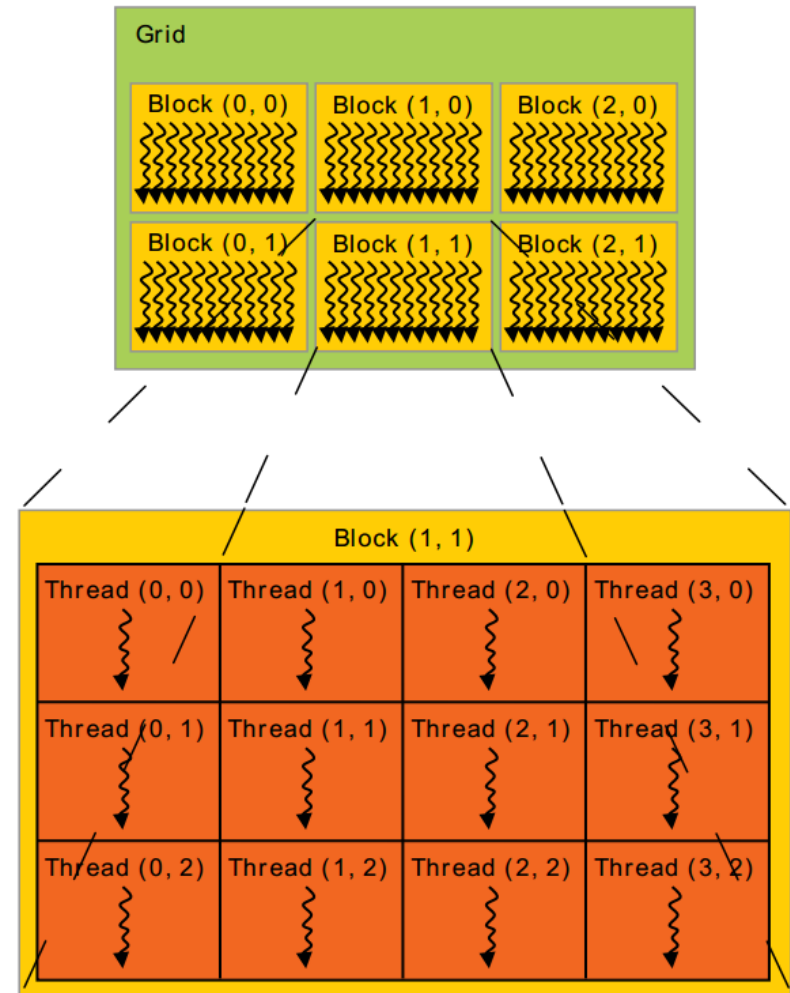 Grid
Block (0, 0) Block (1, 0) Block (2, 0)
Block (0, 1) Block (1, 1) Block (2, 1)
Block (1, 1)
Thread (0, 0) Thread (1, 0) Thread (2, 0) Thread (3, 0)
Thread (0, 1) Thread (1, 1) Thread (2, 1) Thread (3, 1)
Thread (0, 2) Thread (1, 2) Thread (2, 2) Thread (3, 2)